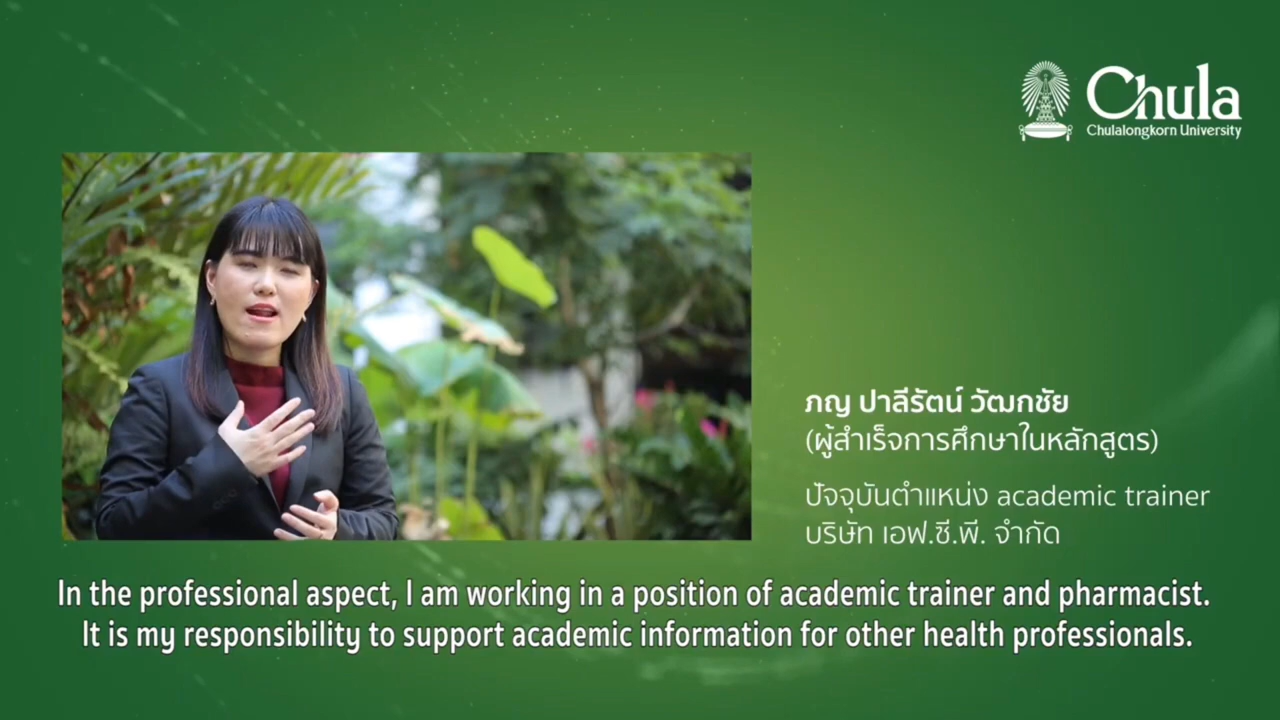 Chula
Chulalongkorn University
ภญ ปาลีรัตน์ วัฒกชัย
(ผู้สำเร็จการศึกษาในหลักสูตร)
ปัจจุบันตำแหน่ง academic trainer
บริษัท เอฟ.ซี.พี. จำกัด
In the professional aspect, I am working in a position of academic trainer and pharmacist.
It is my responsibility to support academic information for other health professionals.